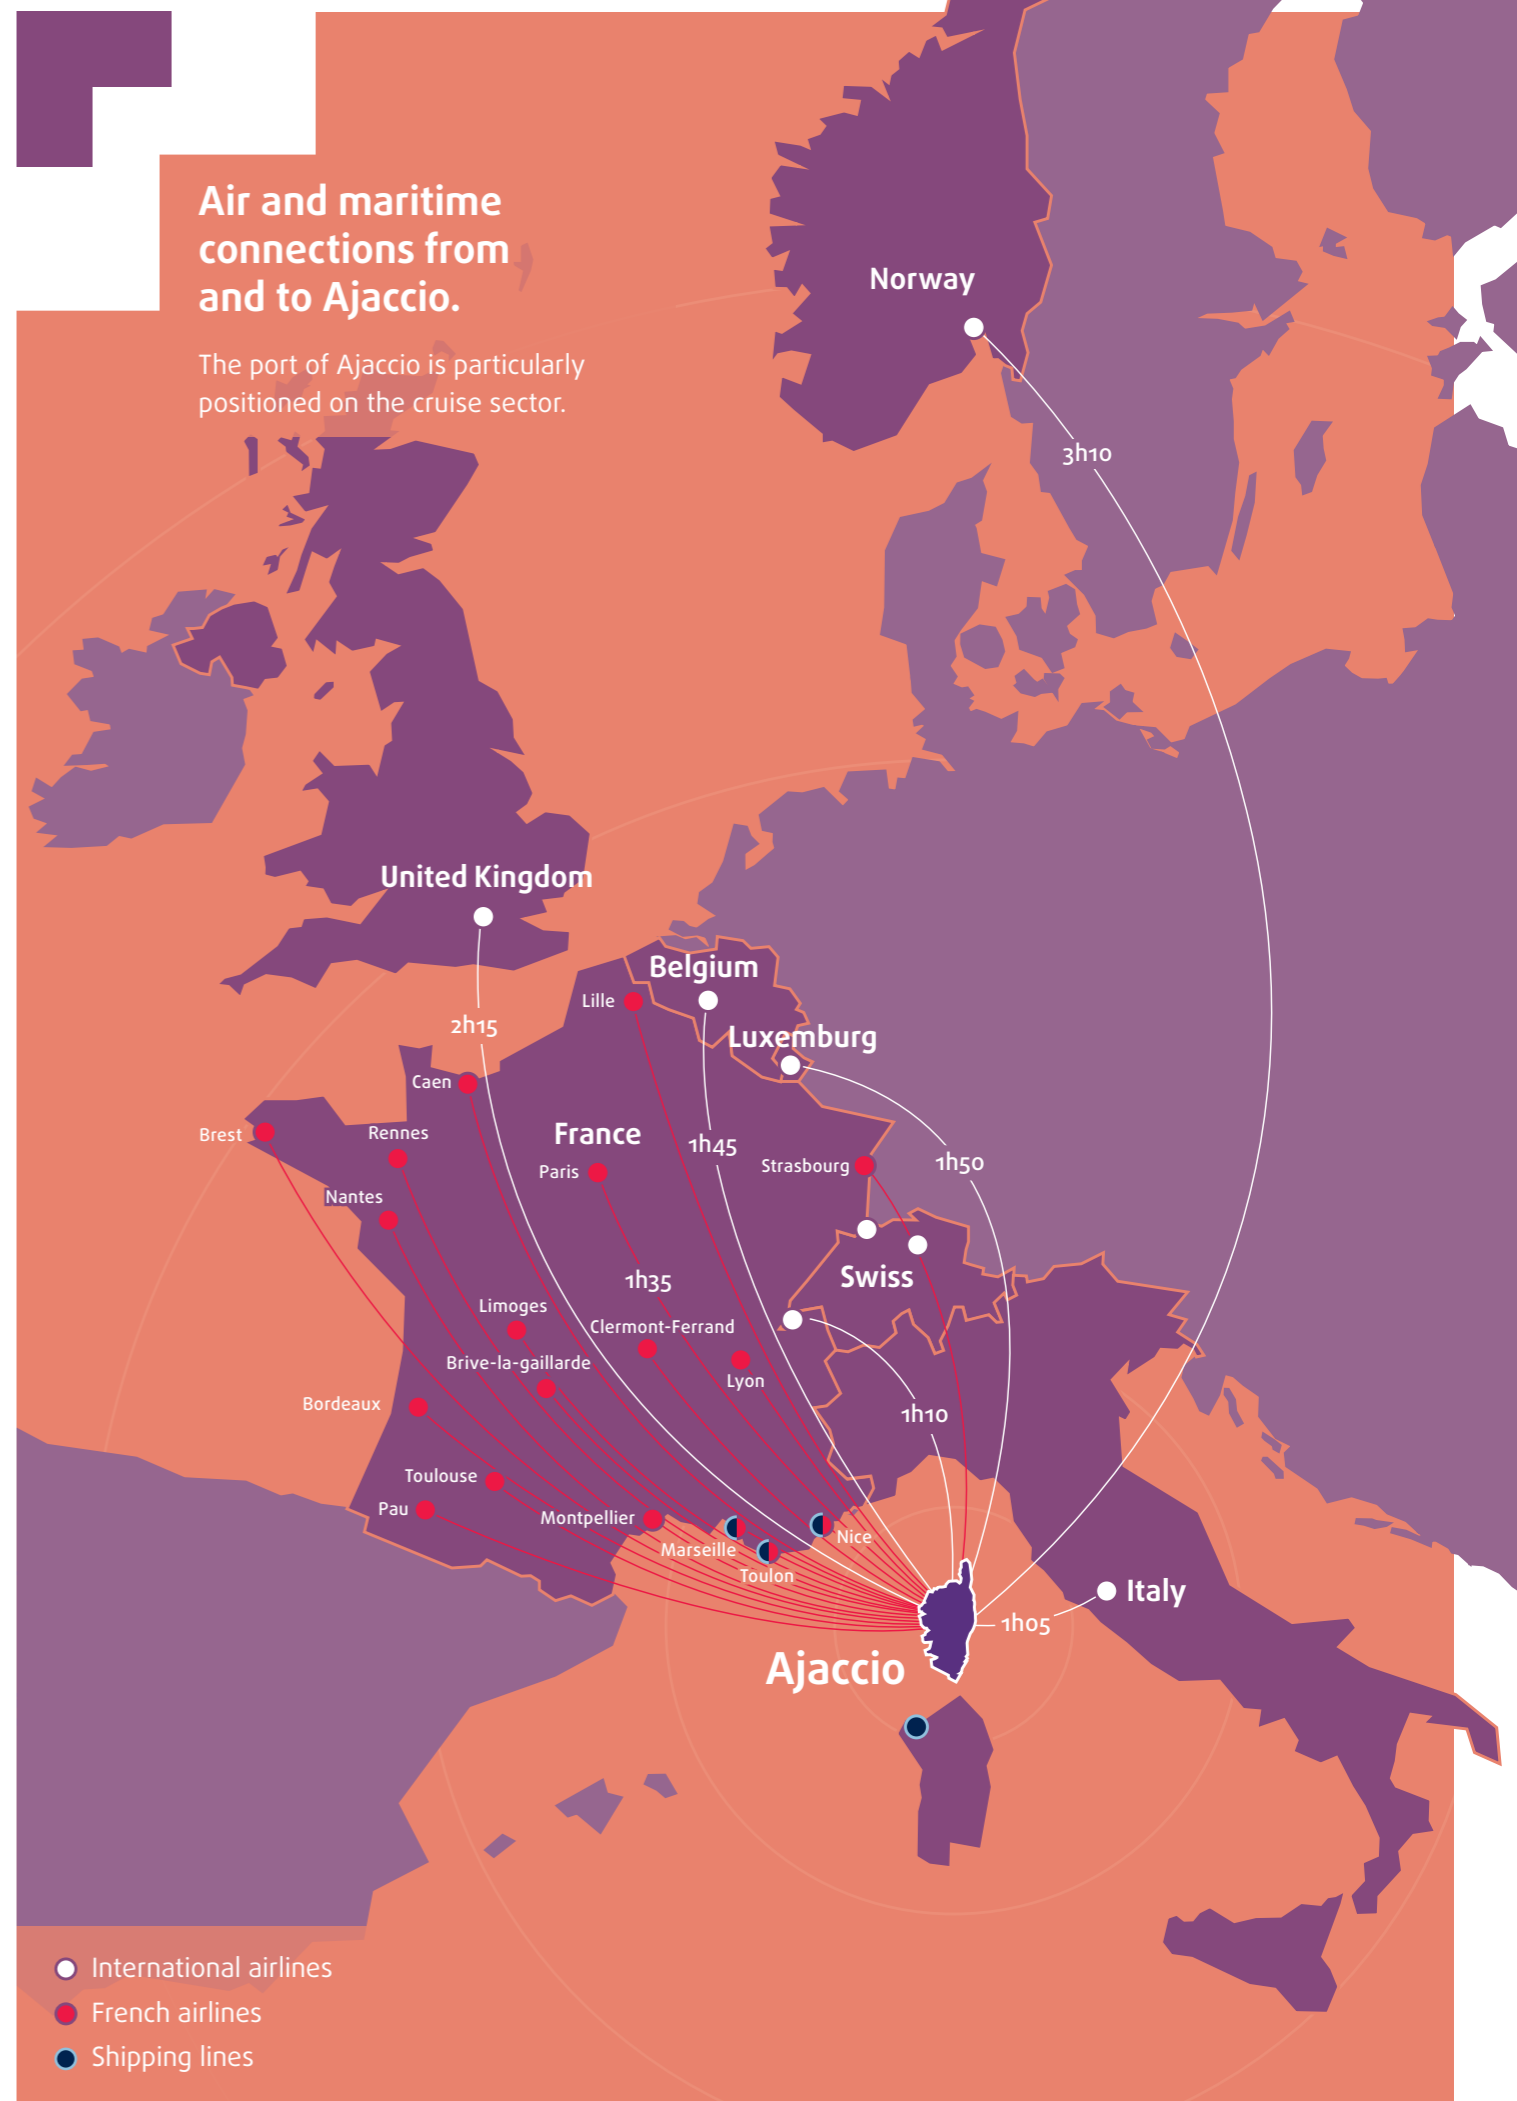 Air and maritime
connections from
and to Ajaccio.
The port of Ajaccio is particularly
positioned on the cruise sector.
Norway
3h10
United Kingdom
Belgium
Lille
2h15
Luxemburg
Caen
Brest
Rennes
France
1h45
Strasbourg
1h50
Paris
Nantes
Swiss
1h35
Limoges
Clermont-Ferrand
Brive-la-gaillarde
Lyon
Bordeaux
1h10
Toulouse
Pau
Montpellier
Marseille
Nice
Toulon
Italy
1h05
Ajaccio
International airlines
French airlines
Shipping lines